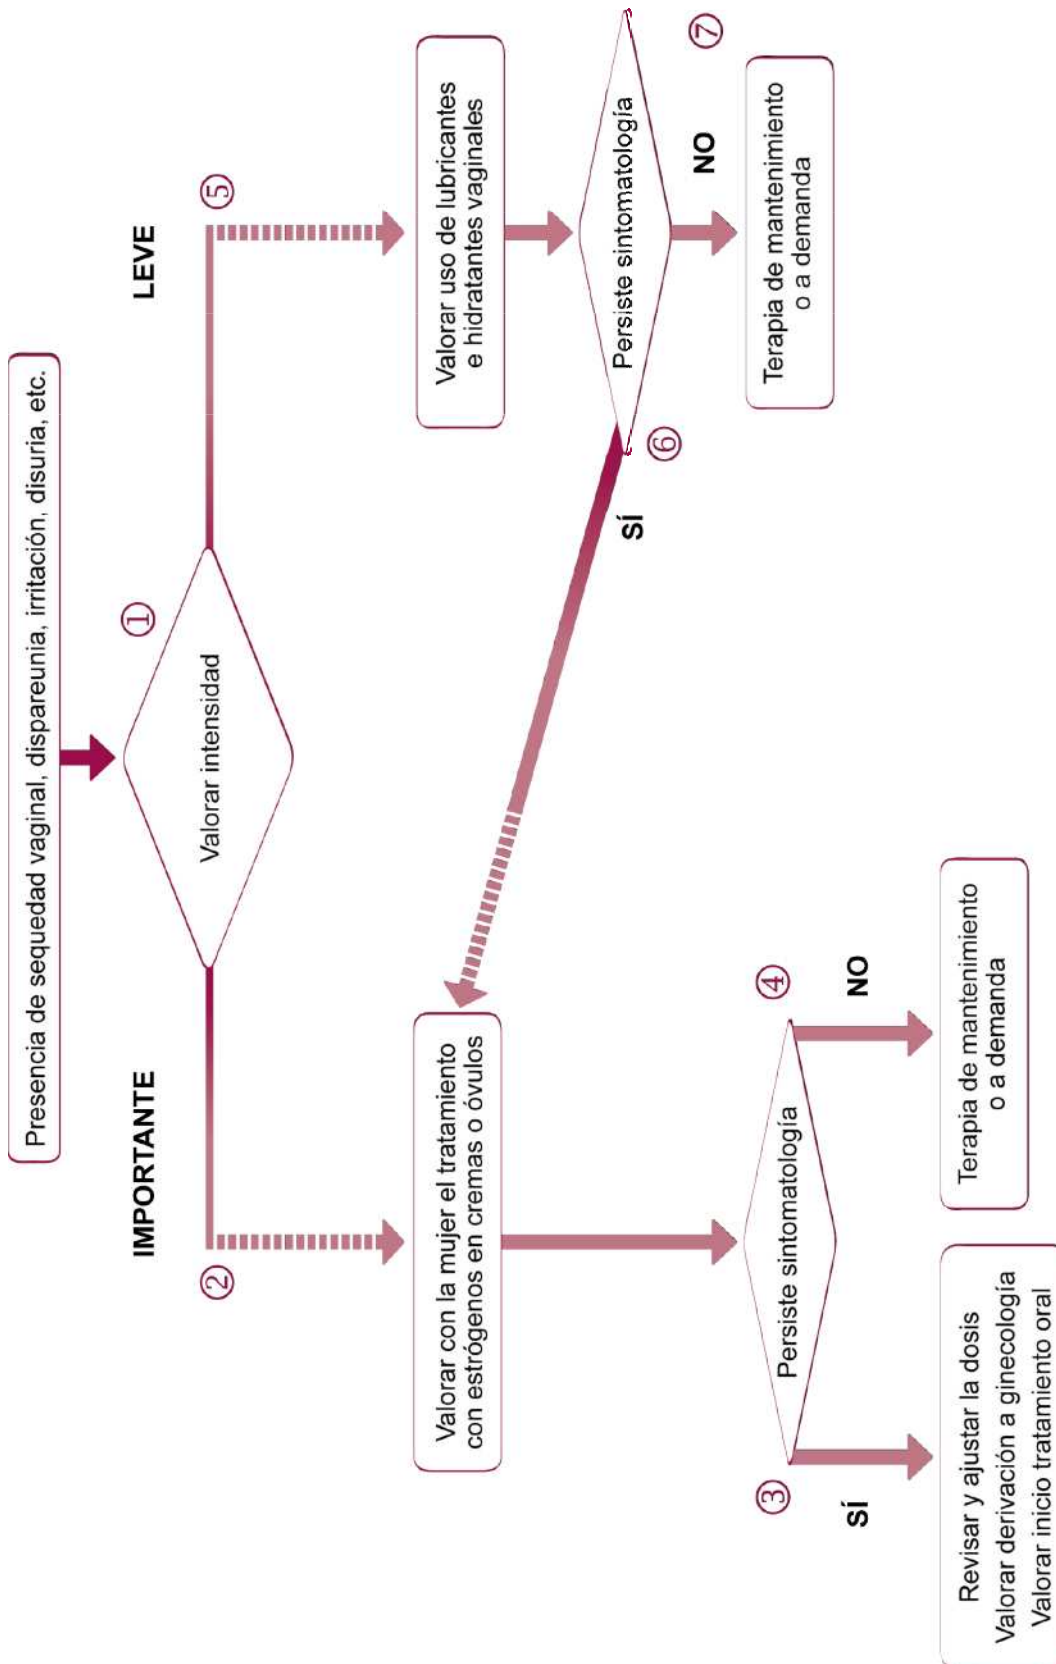 Presencia de sequedad vaginal, dispareunia, irritación, disuria, etc.
①
Valorar intensidad
IMPORTANTE
②
LEVE
⑤
Valorar con la mujer el tratamiento
con estrógenos en cremas o óvulos
Valorar uso de lubricantes
e hidratantes vaginales
Persiste sintomatología
⑥
SÍ
⑦
NO
Terapia de mantenimiento
o a demanda
Persiste sintomatología
③
SÍ
④
NO
Revisar y ajustar la dosis
Valorar derivación a ginecología
Valorar inicio tratamiento oral
Terapia de mantenimiento
o a demanda